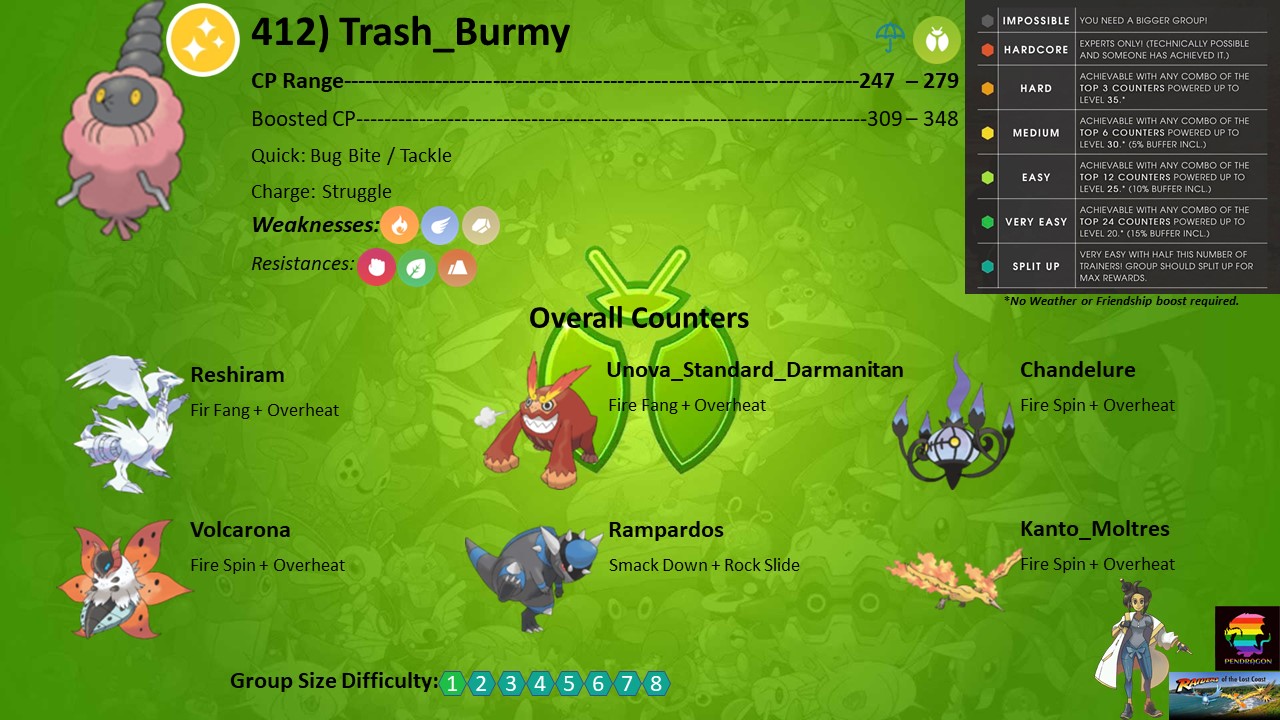 412) Trash_Burmy
CP Range--------------------------------------------------------------------------247 – 279
Boosted CP-------------------------------------------------------------------------309 – 348
Quick: Bug Bite / Tackle
Charge: Struggle
Weaknesses:
Resistances:
IMPOSSIBLE YOU NEED A BIGGER GROUP!
HARDCORE EXPERTS ONLY! (TECHNICALLY POSSIBLE
AND SOMEONE HAS ACHIEVED IT.)
HARD ACHIEVABLE WITH ANY COMBO OF THE
TOP 3 COUNTERS POWERED UP TO
LEVEL 35.*
MEDIUM ACHIEVABLE WITH ANY COMBO OF THE
TOP 6 COUNTERS POWERED UP TO
LEVEL 30.* (5% BUFFER INCL.)
EASY ACHIEVABLE WITH ANY COMBO OF THE
TOP 12 COUNTERS POWERED UP TO
LEVEL 25.* (10% BUFFER INCL.)
VERY EASY ACHIEVABLE WITH ANY COMBO OF THE
TOP 24 COUNTERS POWERED UP TO
LEVEL 20.* (15% BUFFER INCL.)
SPLIT UP VERY EASY WITH HALF THIS NUMBER OF
TRAINERS! GROUP SHOULD SPLIT UP FOR
MAX REWARDS.
*No Weather or Friendship boost required.
Overall Counters
Reshiram
Fir Fang + Overheat
Unova_Standard_Darmanitan
Fire Fang + Overheat
Chandelure
Fire Spin + Overheat
Volcarona
Fire Spin + Overheat
Rampardos
Smack Down + Rock Slide
Kanto_Moltres
Fire Spin + Overheat
Group Size Difficulty: 1 2 3 4 5 6 7 8
PENDRAGON
RAIDERS of the Lost Coast